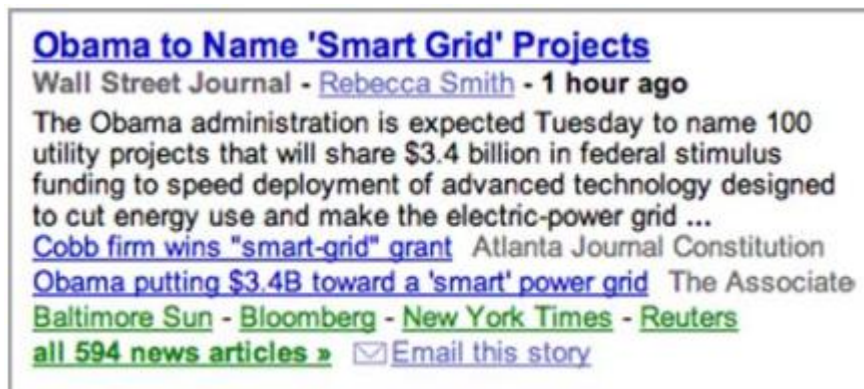 Obama to Name 'Smart Grid' Projects
Wall Street Journal - Rebecca Smith - 1 hour ago
The Obama administration is expected Tuesday to name 100
utility projects that will share $3.4 billion in federal stimulus
funding to speed deployment of advanced technology designed
to cut energy use and make the electric-power grid ...
Cobb firm wins "smart-grid" grant Atlanta Journal Constitution
Obama putting $3.4B toward a 'smart' power grid The Associate
Baltimore Sun - Bloomberg - New York Times - Reuters
all 594 news articles » Email this story